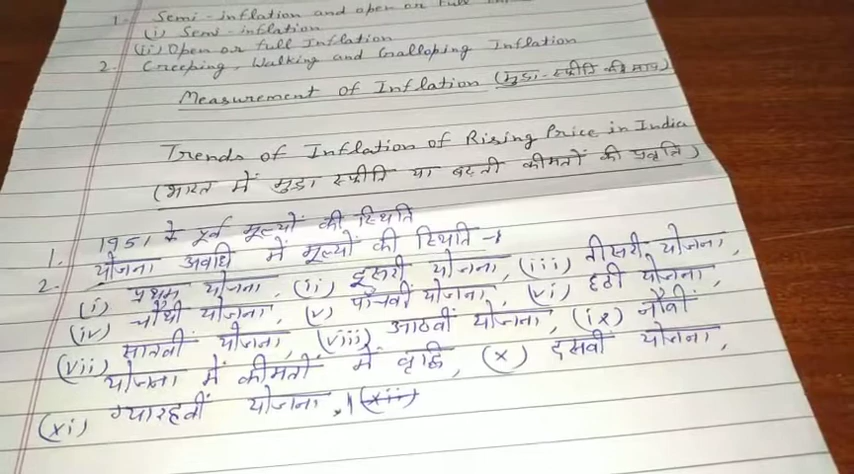 1. Semi-inflation and open or full
(i) Semi-inflation
(ii) Open or full Inflation
2. Creeping, Walking and Galloping Inflation
Measurement of Inflation (मुद्रा-स्फीति की माप)
Trends of Inflation of Rising Price in India
(भारत में मुद्रा स्फीति या बढ़ती कीमतों की प्रवृत्ति)
1. 1951 के पूर्व मूल्यों की स्थिति
2. योजना अवधि में मूल्यों की स्थिति →
(i) प्रथम योजना, (ii) दूसरी योजना, (iii) तीसरी योजना,
(iv) चौथी योजना, (v) पाँचवी योजना, (vi) छठी योजना,
(vii) सातवी योजना, (viii) आठवीं योजना, (ix) नौवीं
योजना में कीमतों में वृद्धि, (x) दसवी योजना,
(xi) ग्यारहवीं योजना, (xii)